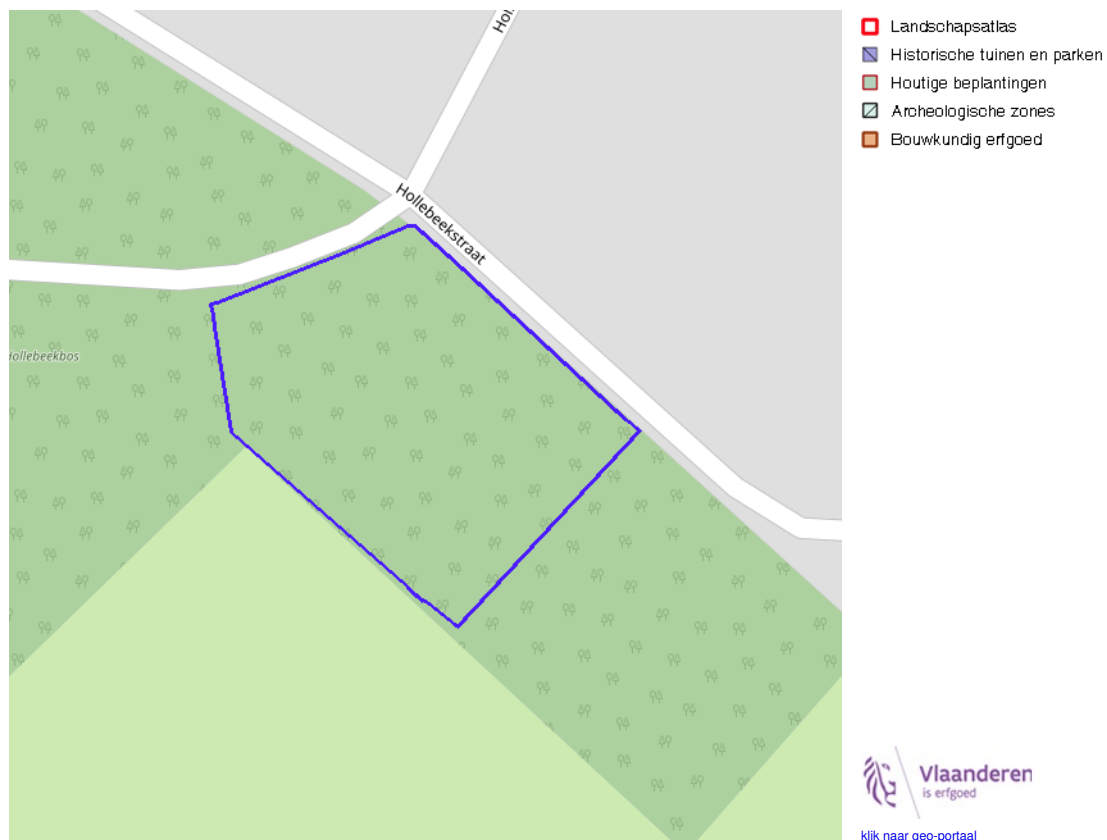 Hol
Hollebeekstraat
Hollebeekbos
Landschapsatlas
Historische tuinen en parken
Houtige beplantingen
Archeologische zones
Bouwkundig erfgoed
Vlaanderen
is erfgoed
klik naar geo-portaal